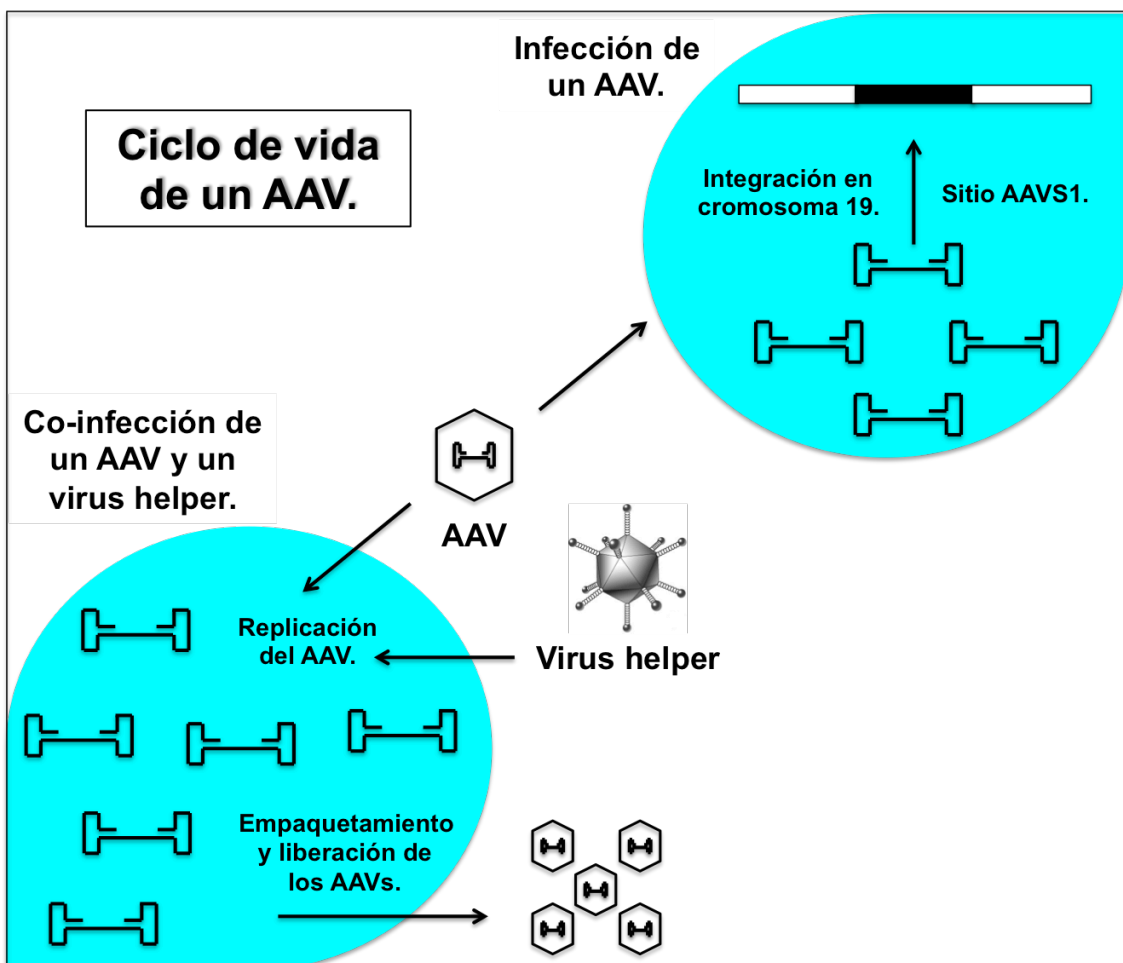 Ciclo de vida
de un AAV.
Infección de
un AAV.
Integración en
cromosoma 19.
Sitio AAVS1.
Co-infección de
un AAV y un
virus helper.
AAV
Virus helper
Replicación
del AAV.
Empaquetamiento
y liberación de
los AAVs.